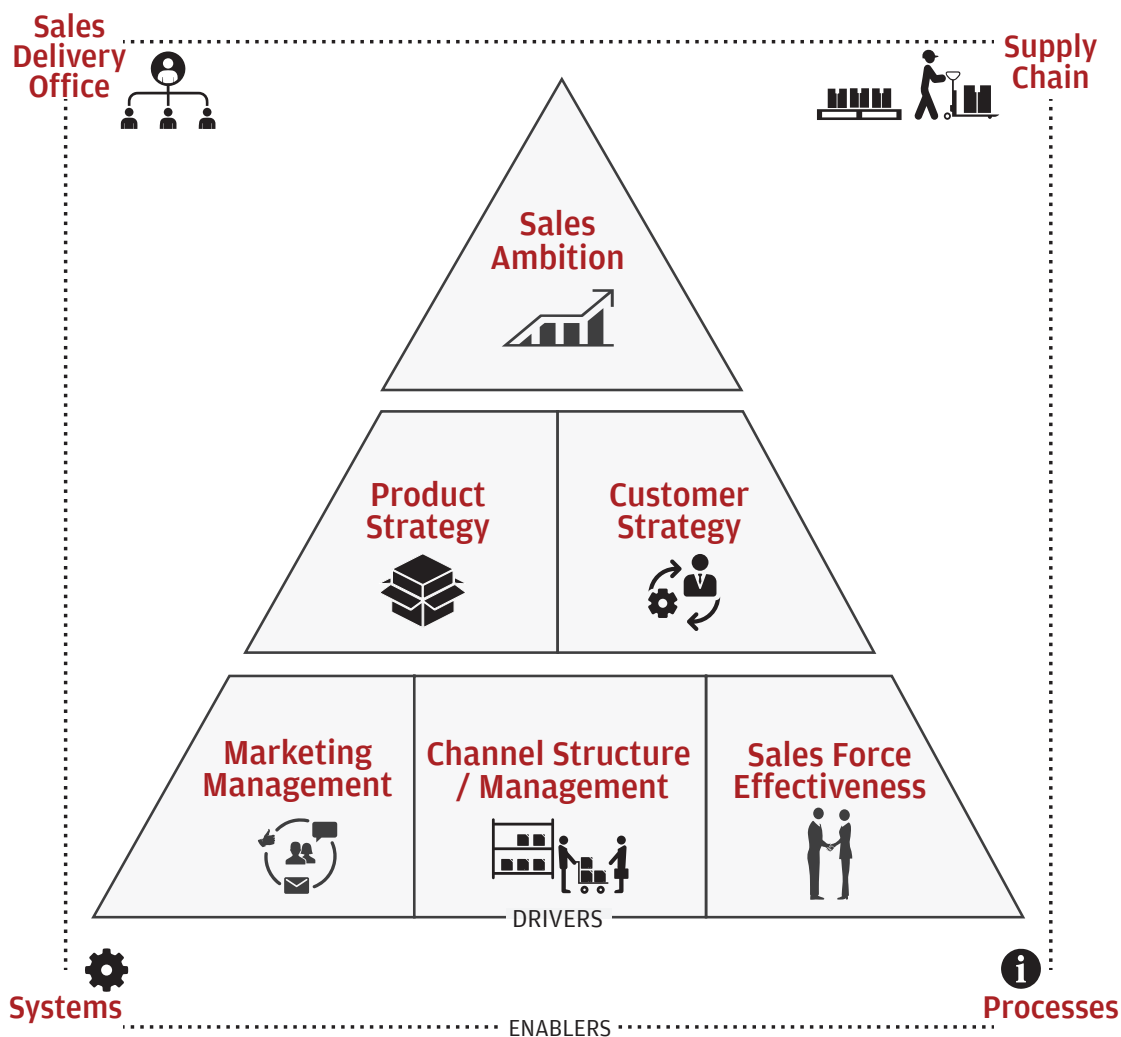 Sales
Delivery
Office
Supply
Chain
Sales
Ambition
Product
Strategy
Customer
Strategy
Marketing
Management
Channel Structure
/ Management
Sales Force
Effectiveness
DRIVERS
Systems
Processes
ENABLERS